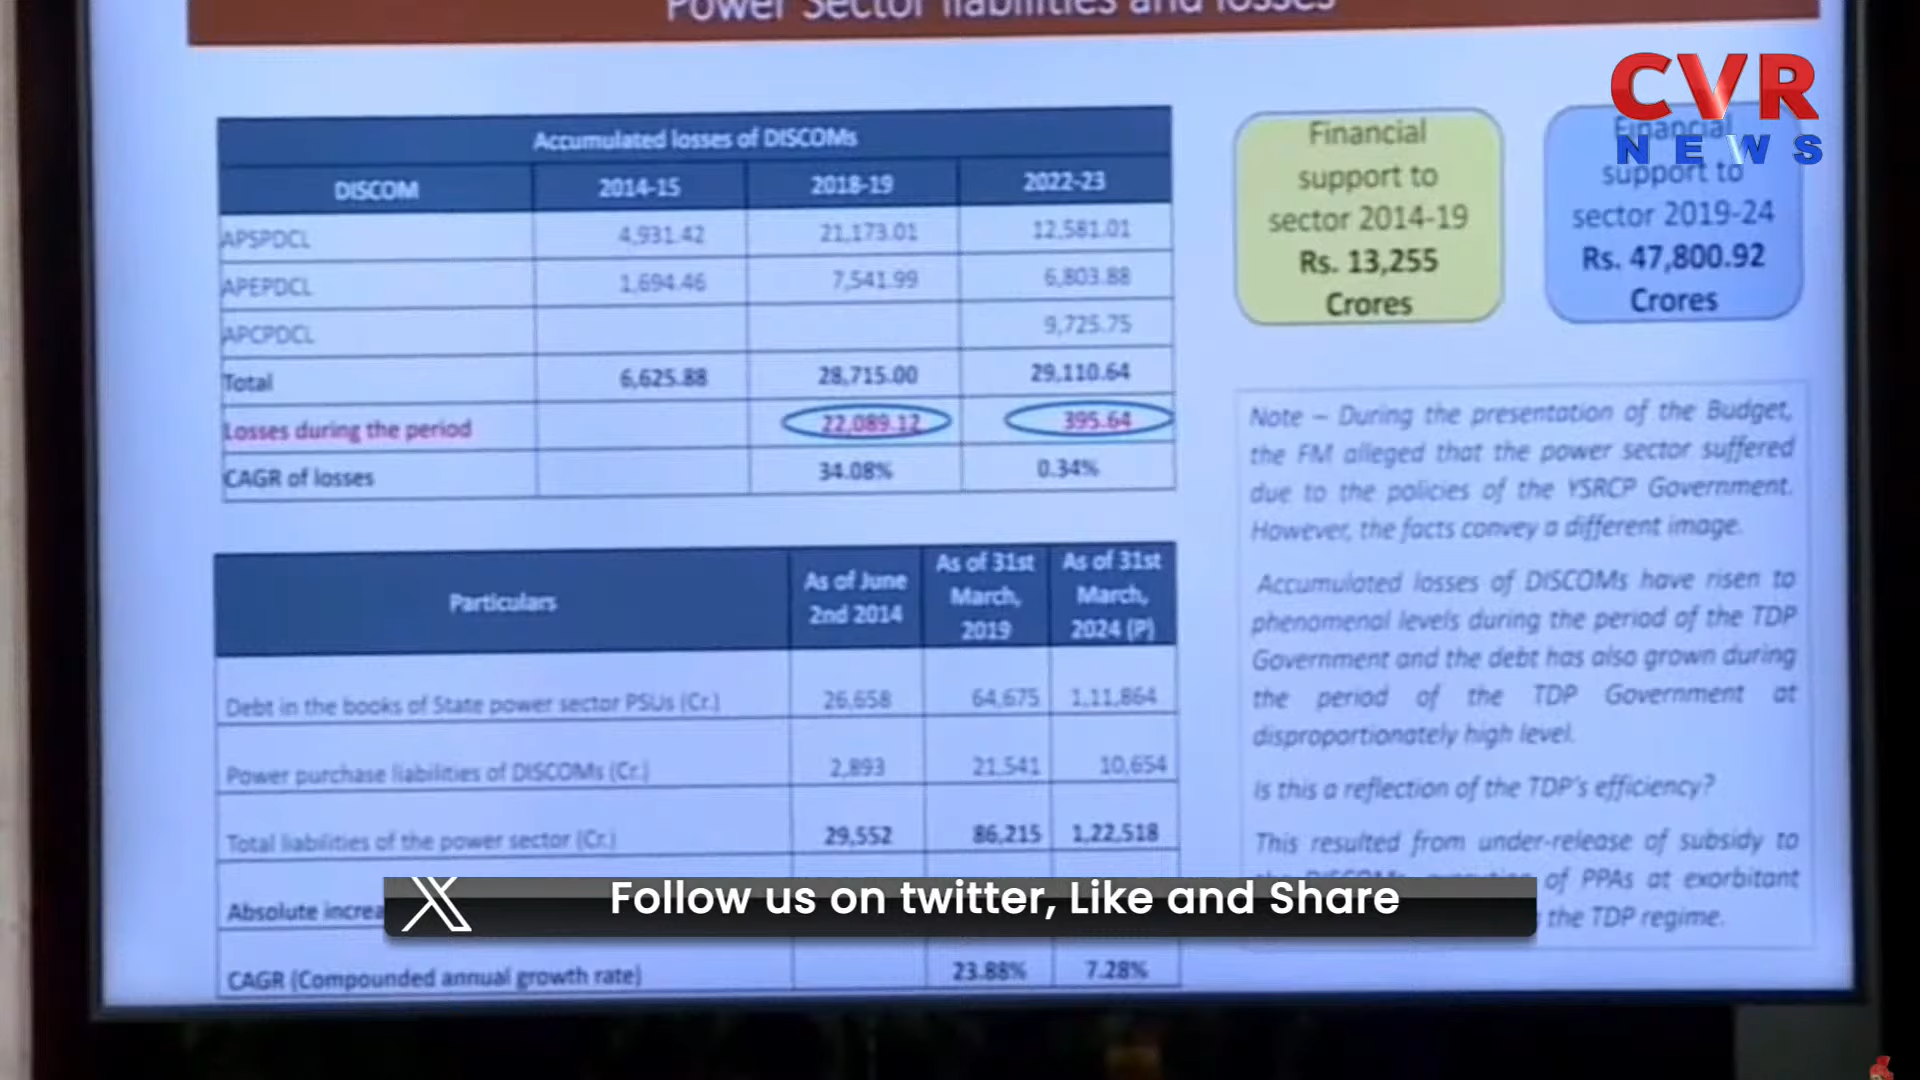 Power Sector liabilities and losses
CVR
NEWS
Accumulated losses of DISCOMs
DISCOM 2014-15 2018-19 2022-23
APSPDCL 4,931.42 21,173.01 12,581.01
APEPDCL 1,694.46 7,541.99 6,803.88
APCPDCL 9,725.75
Total 6,625.88 28,715.00 29,110.64
Losses during the period 22,089.12 395.64
CAGR of losses 34.08% 0.34%
Financial
support to
sector 2014-19
Rs. 13,255
Crores
Financial
support to
sector 2019-24
Rs. 47,800.92
Crores
Particulars
As of June
2nd 2014
As of 31st
March,
2019
As of 31st
March,
2024 (P)
Debt in the books of State power sector PSUs (Cr.) 26,658 64,675 1,11,864
Power purchase liabilities of DISCOMs (Cr.) 2,893 21,541 10,654
Total liabilities of the power sector (Cr.) 29,552 86,215 1,22,518
Absolute
CAGR (Compounded annual growth rate) 23.88% 7.28%
Note – During the presentation of the Budget,
the FM alleged that the power sector suffered
due to the policies of the YSRCP Government.
However, the facts convey a different image.
Accumulated losses of DISCOMs have risen to
phenomenal levels during the period of the TDP
Government and the debt has also grown during
the period of the TDP Government at
disproportionately high level.
Is this a reflection of the TDP's efficiency?
This resulted from under-release of subsidy to
of PPAs at exorbitant
the TDP regime.
X Follow us on twitter, Like and Share